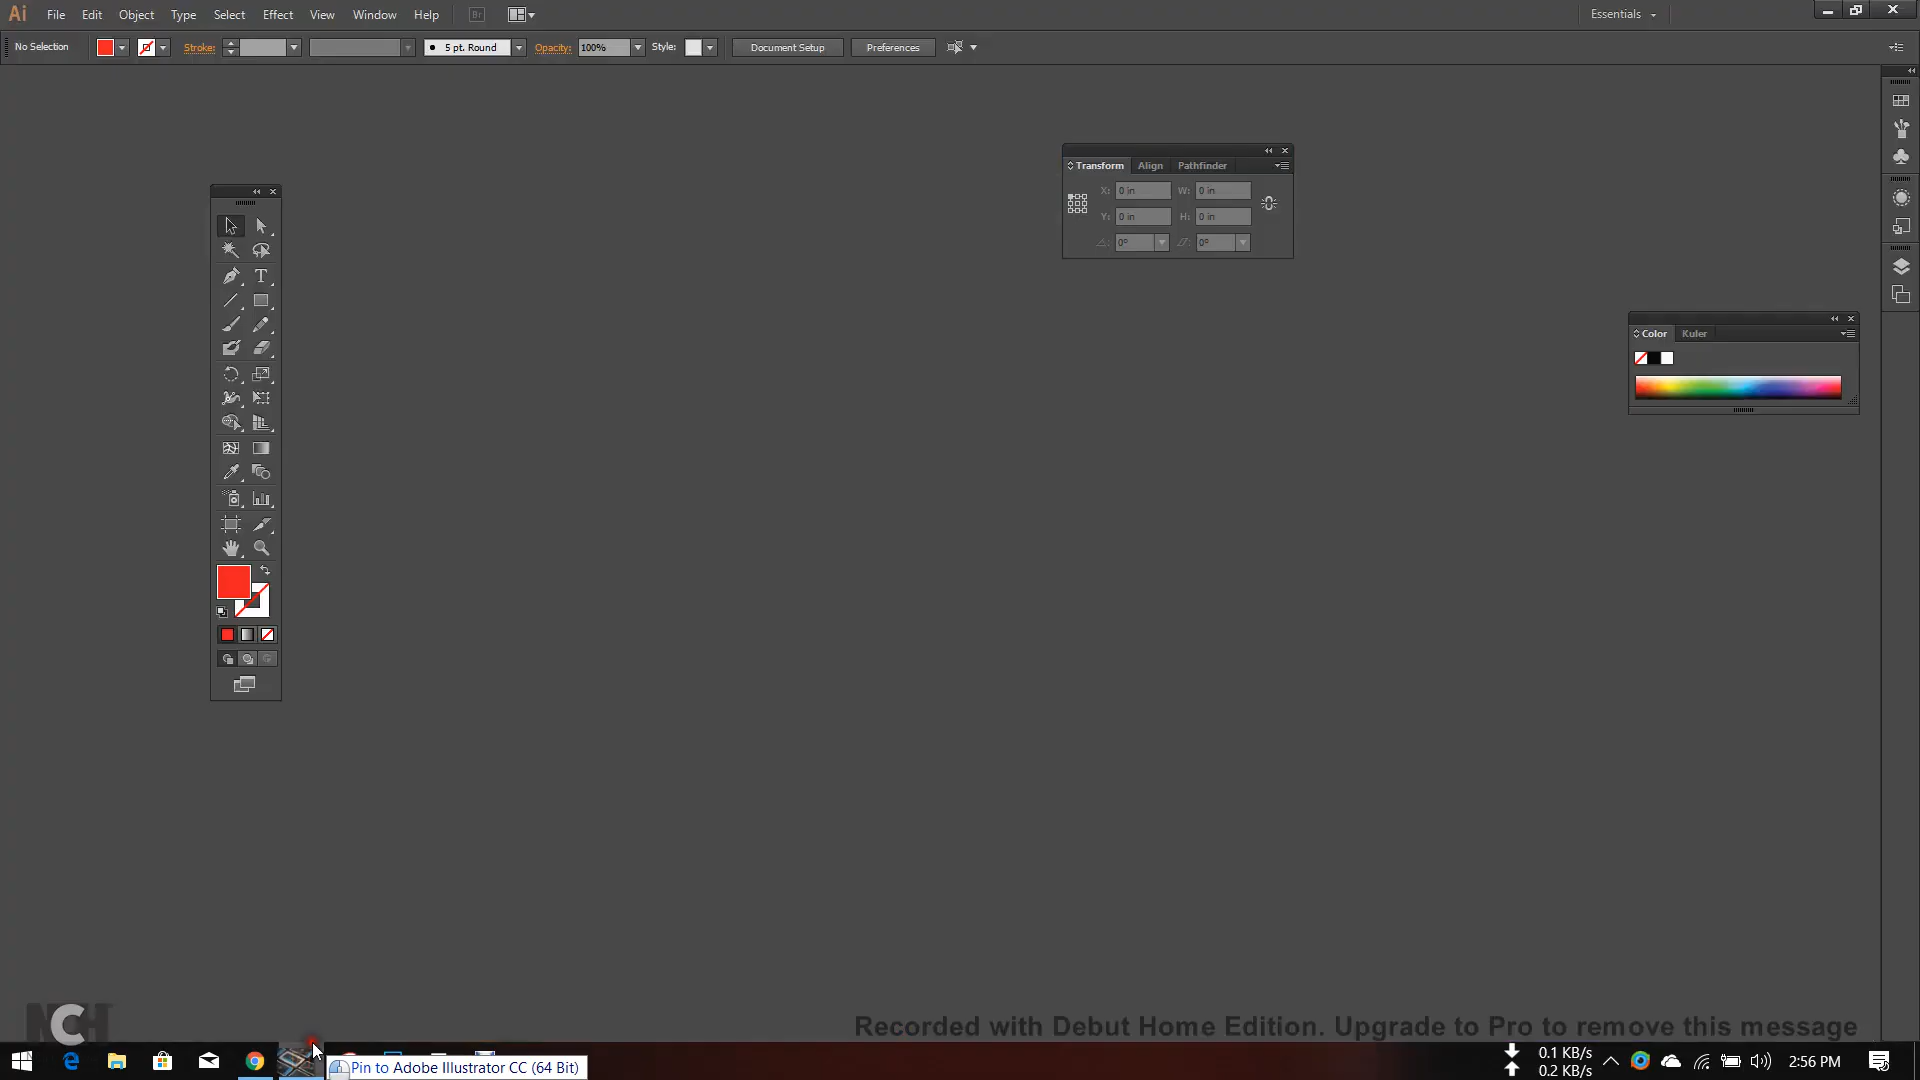 Ai File Edit Object Type Select Effect View Window Help Br Essentials
No Selection Stroke: 5 pt. Round Opacity: 100% Style: Document Setup Preferences
Transform Align Pathfinder
X: 0 in W: 0 in
Y: 0 in H: 0 in
0° 0°
T
Color Kuler
NCH
Recorded with Debut Home Edition. Upgrade to Pro to remove this message
Pin to Adobe Illustrator CC (64 Bit)
0.1 KB/s
0.2 KB/s
2:56 PM